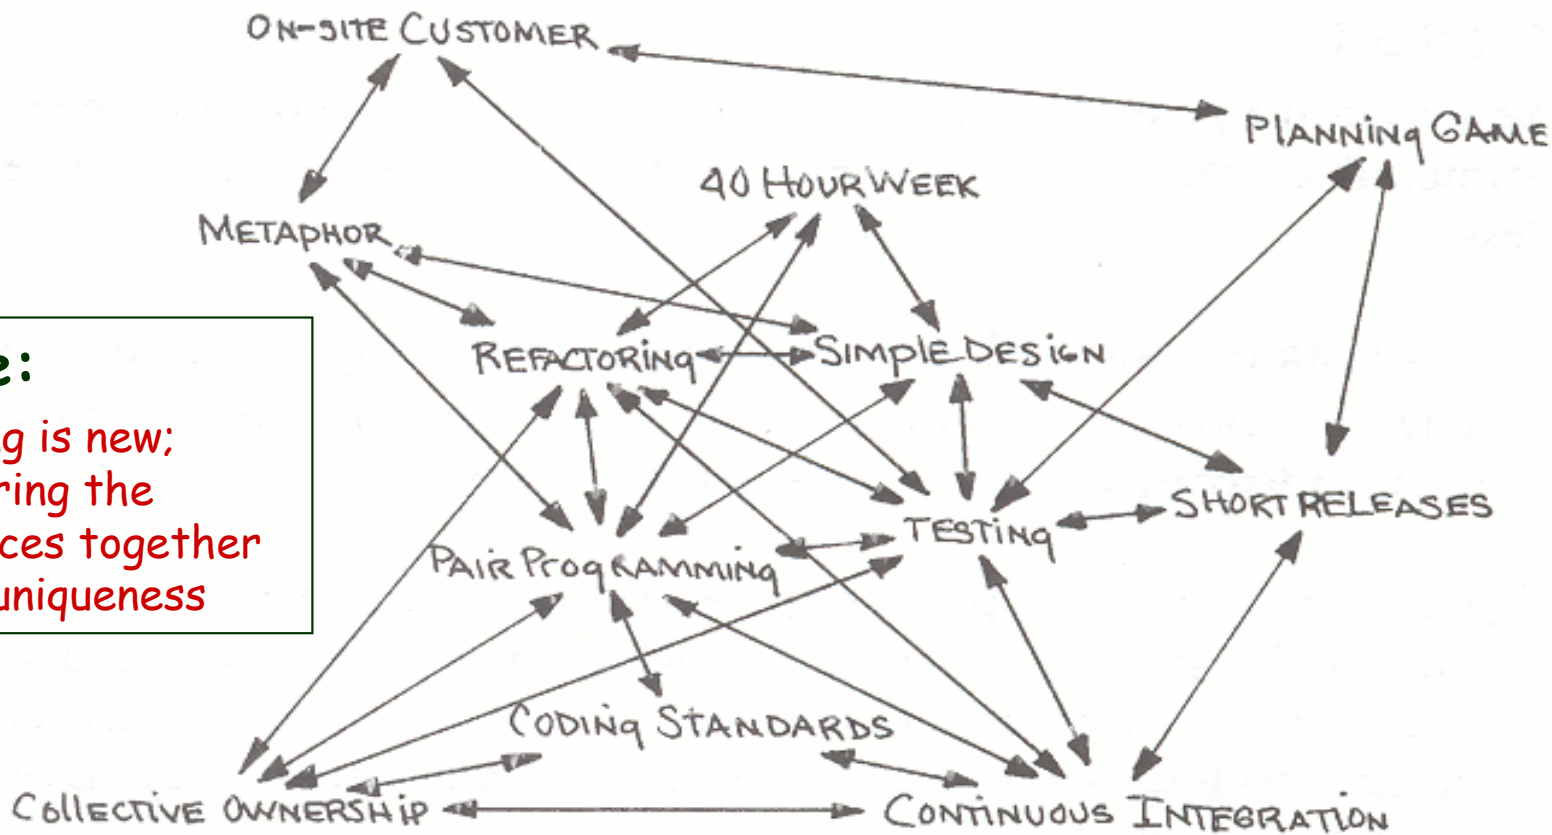 ON-SITE CUSTOMER
PLANNING GAME
40 HOUR WEEK
METAPHOR
REFACTORING
SIMPLE DESIGN
e:
g is new;
ring the
ces together
uniqueness
SHORT RELEASES
TESTING
PAIR PROGRAMMING
CODING STANDARDS
COLLECTIVE OWNERSHIP
CONTINUOUS INTEGRATION